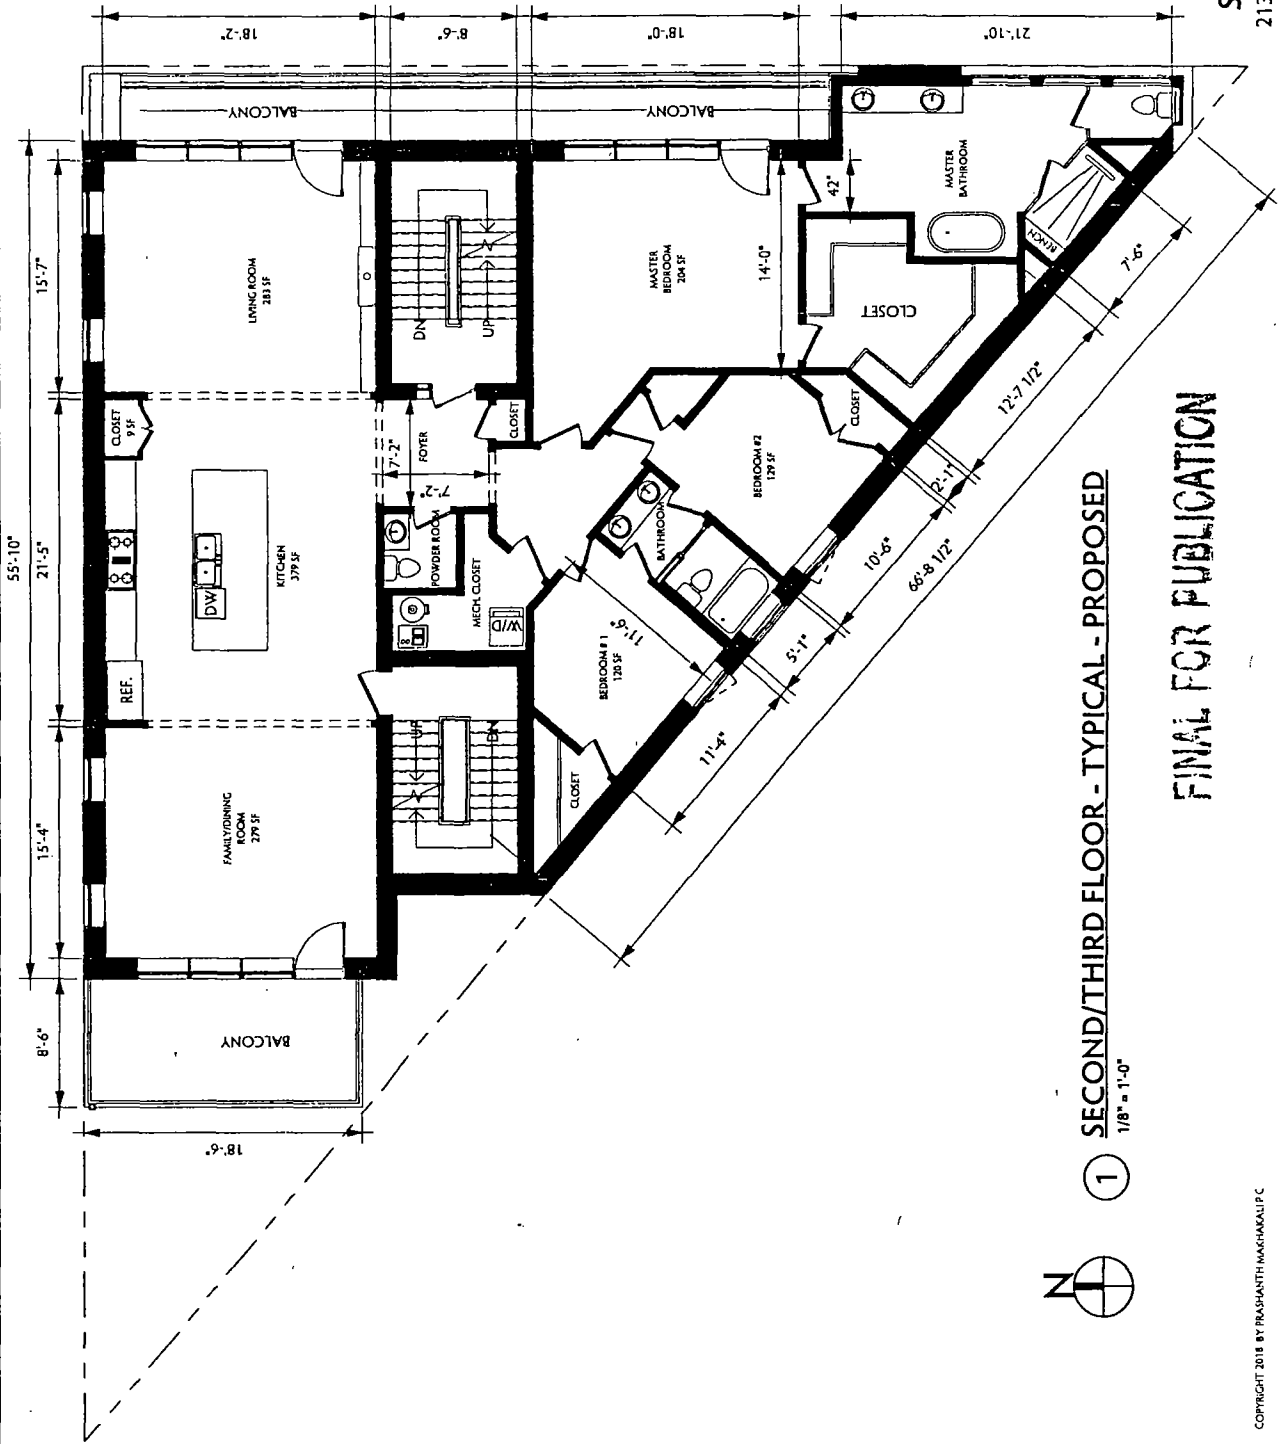 18'-2"
8'-6"
18'-0"
21'-10"
BALCONY
BALCONY
55'-10"
15'-7"
21'-5"
15'-4"
8'-6"
18'-6"
LIVING ROOM
283 SF
CLOSET
9 SF
KITCHEN
379 SF
DW
REF.
FAMILY/DINING
ROOM
279 SF
BALCONY
DN
UP
FOYER
7'-2"
7'-2"
CLOSET
POWDER ROOM
MECH. CLOSET
W/D
UP
DN
MASTER
BEDROOM
204 SF
14'-0"
42"
MASTER
BATHROOM
BENCH
CLOSET
BEDROOM #2
129 SF
CLOSET
BATHROOM
BEDROOM #1
120 SF
11'-6"
CLOSET
7'-6"
12'-7 1/2"
2'-1"
10'-6"
66'-8 1/2"
5'-1"
11'-4"
N
1
SECOND/THIRD FLOOR - TYPICAL - PROPOSED
1/8" = 1'-0"
FINAL FOR PUBLICATION
S
213
COPYRIGHT 2018 BY PRASHANTH MAKHAKALI P C